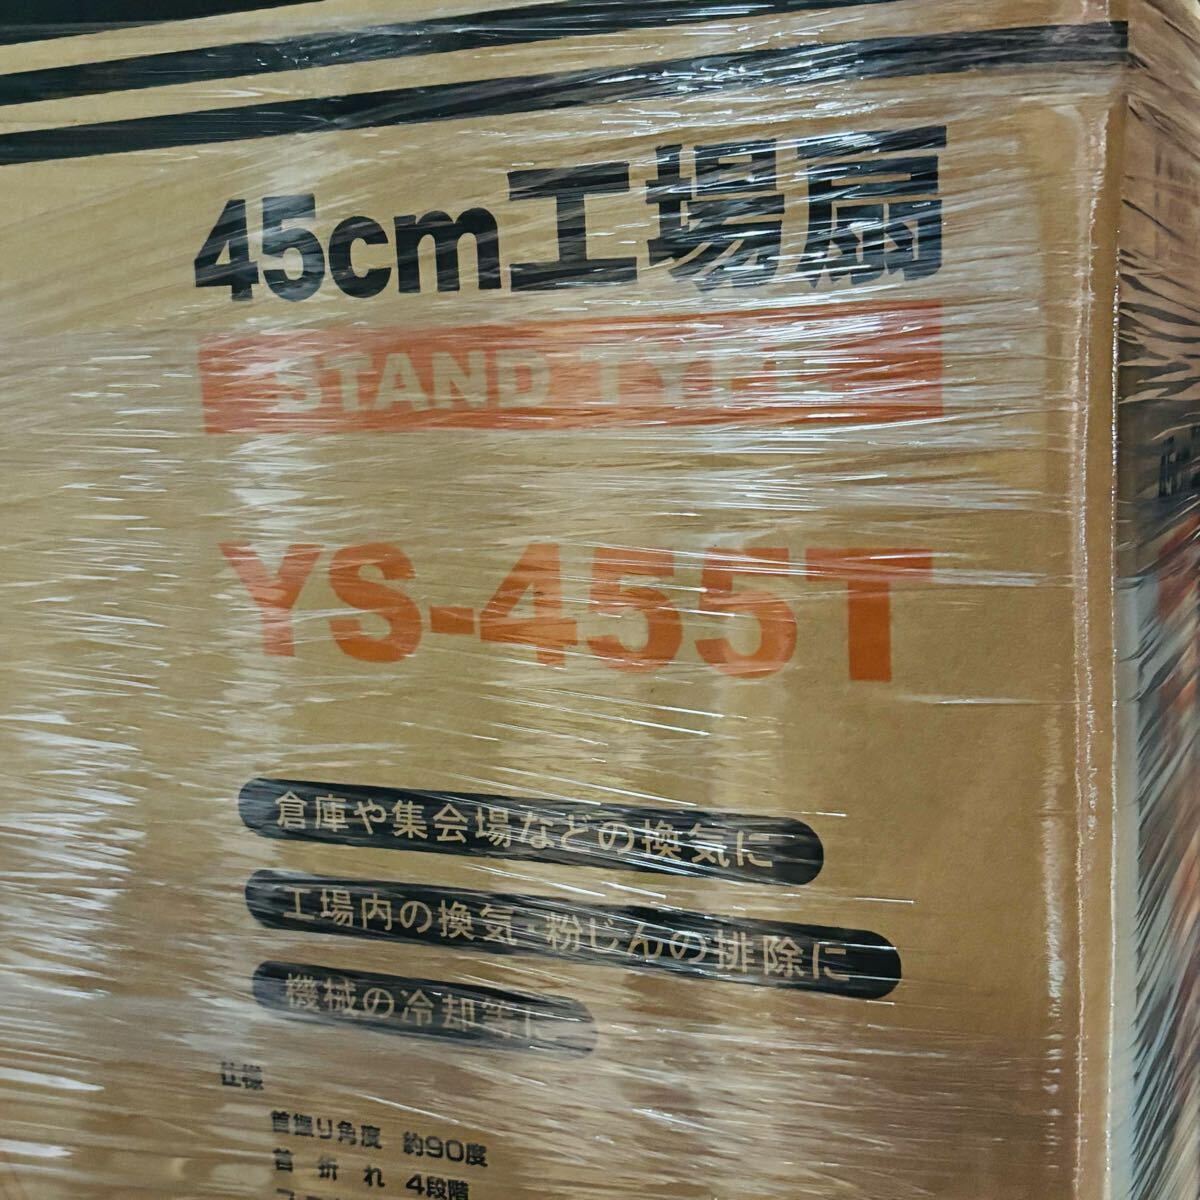 45cm工場扇
STAND TYPE
YS-455T
倉庫や集会場などの換気に
工場内の換気・粉じんの排除に
機械の冷却等に
仕様
首振り角度 約90度
首折れ 4段階